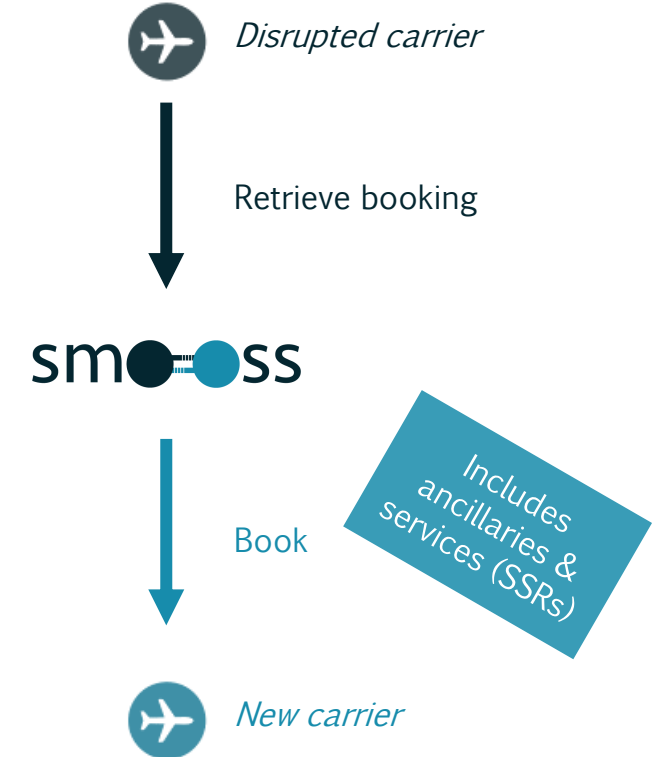 Disrupted carrier
Retrieve booking
smooss
Includes
ancillaries &
services (SSRs)
Book
New carrier